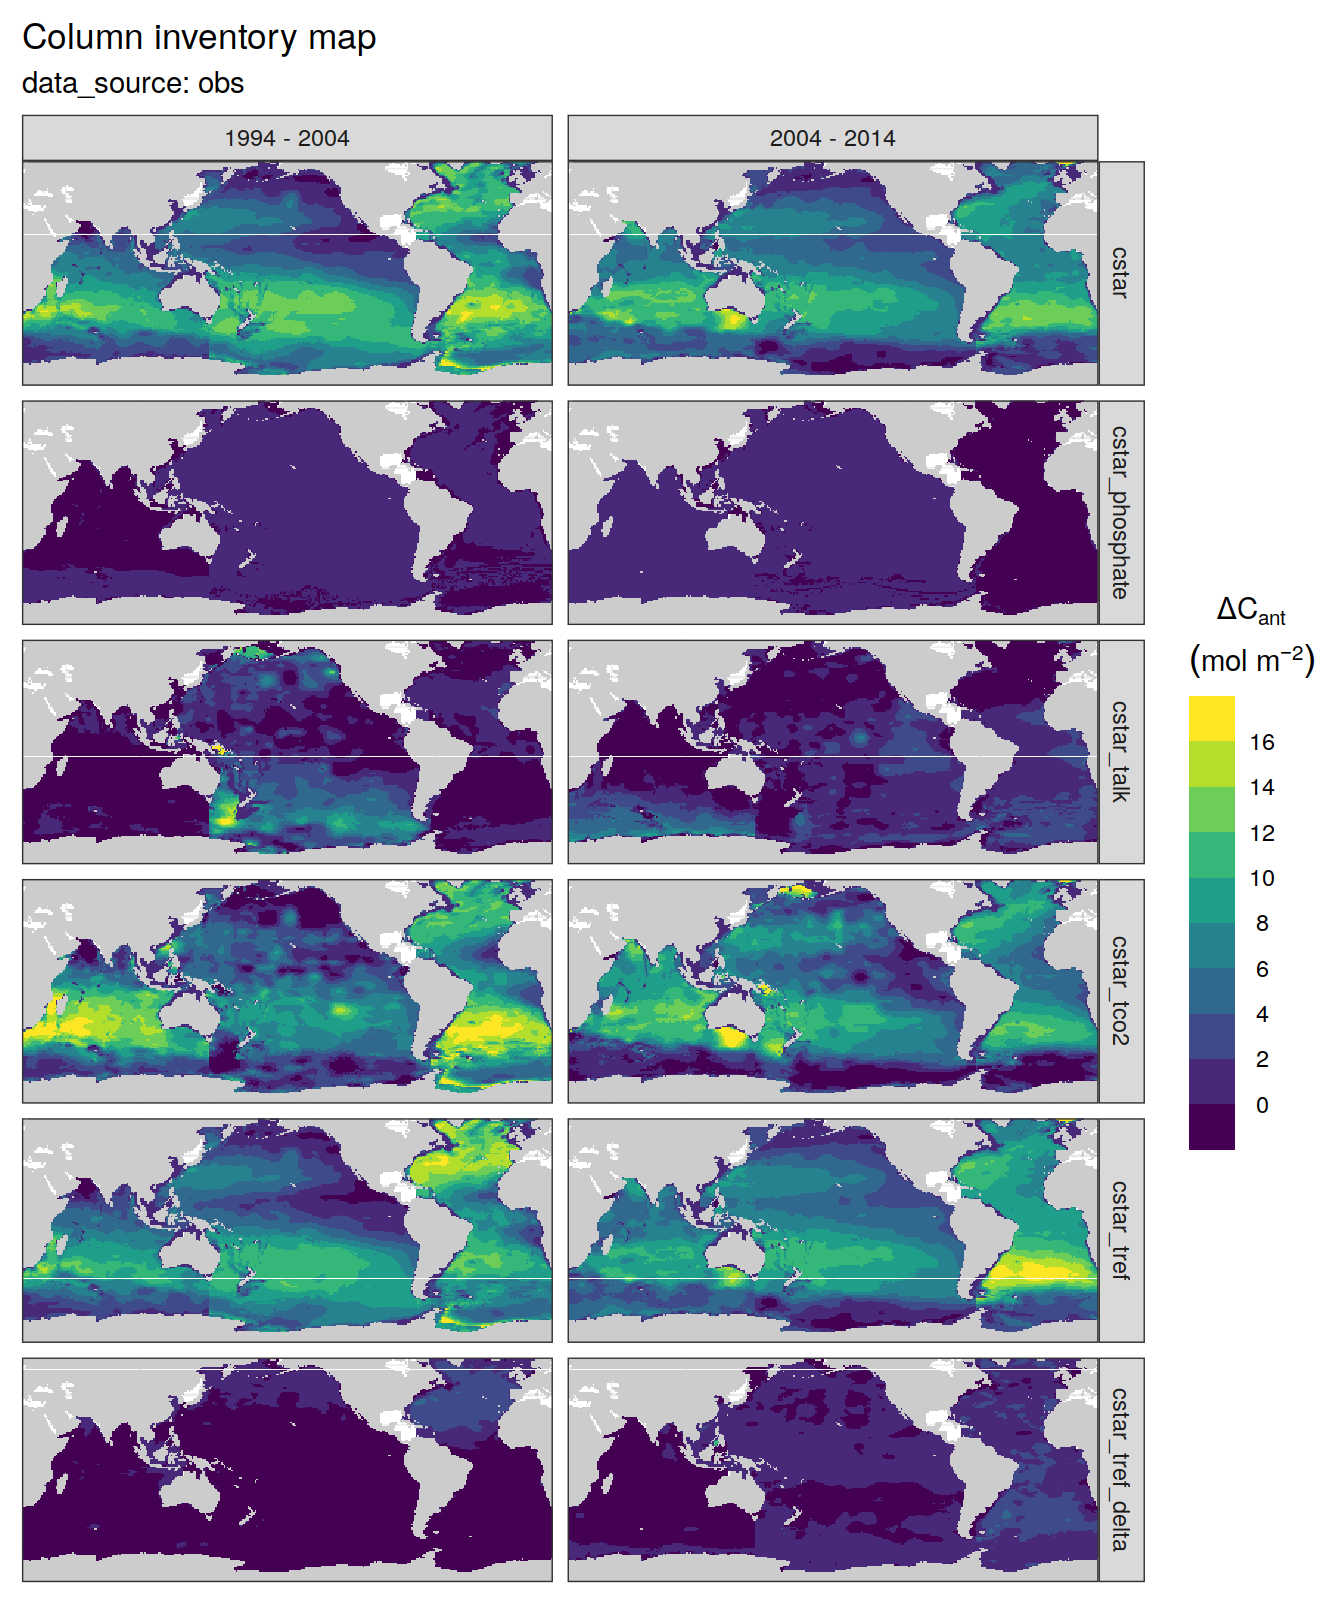 Column inventory map
data_source: obs
1994 - 2004
2004 - 2014
cstar
cstar_phosphate
cstar_talk
cstar_tco2
cstar_tref
cstar_tref_delta
ΔCant
(mol m−2)
16
14
12
10
8
6
4
2
0